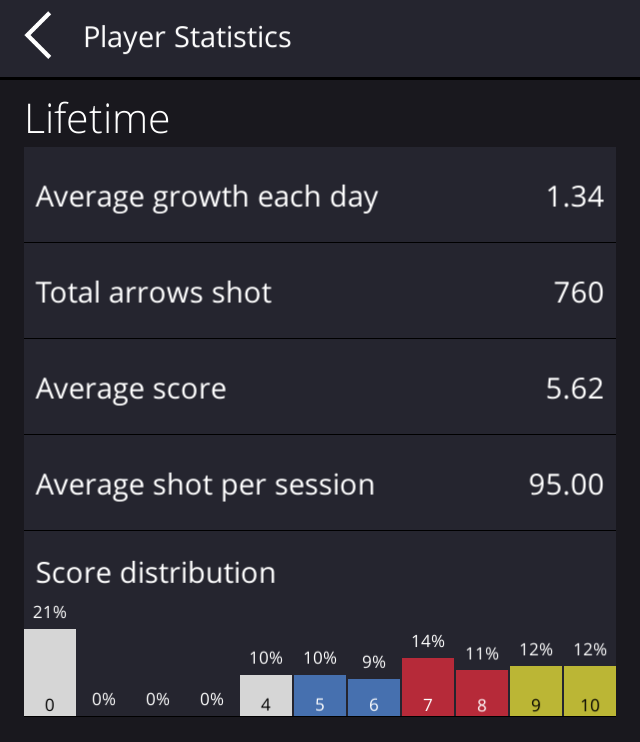 Player Statistics
Lifetime
Average growth each day 1.34
Total arrows shot 760
Average score 5.62
Average shot per session 95.00
Score distribution
21% 0% 0% 0% 10% 10% 9% 14% 11% 12% 12%
0 4 5 6 7 8 9 10